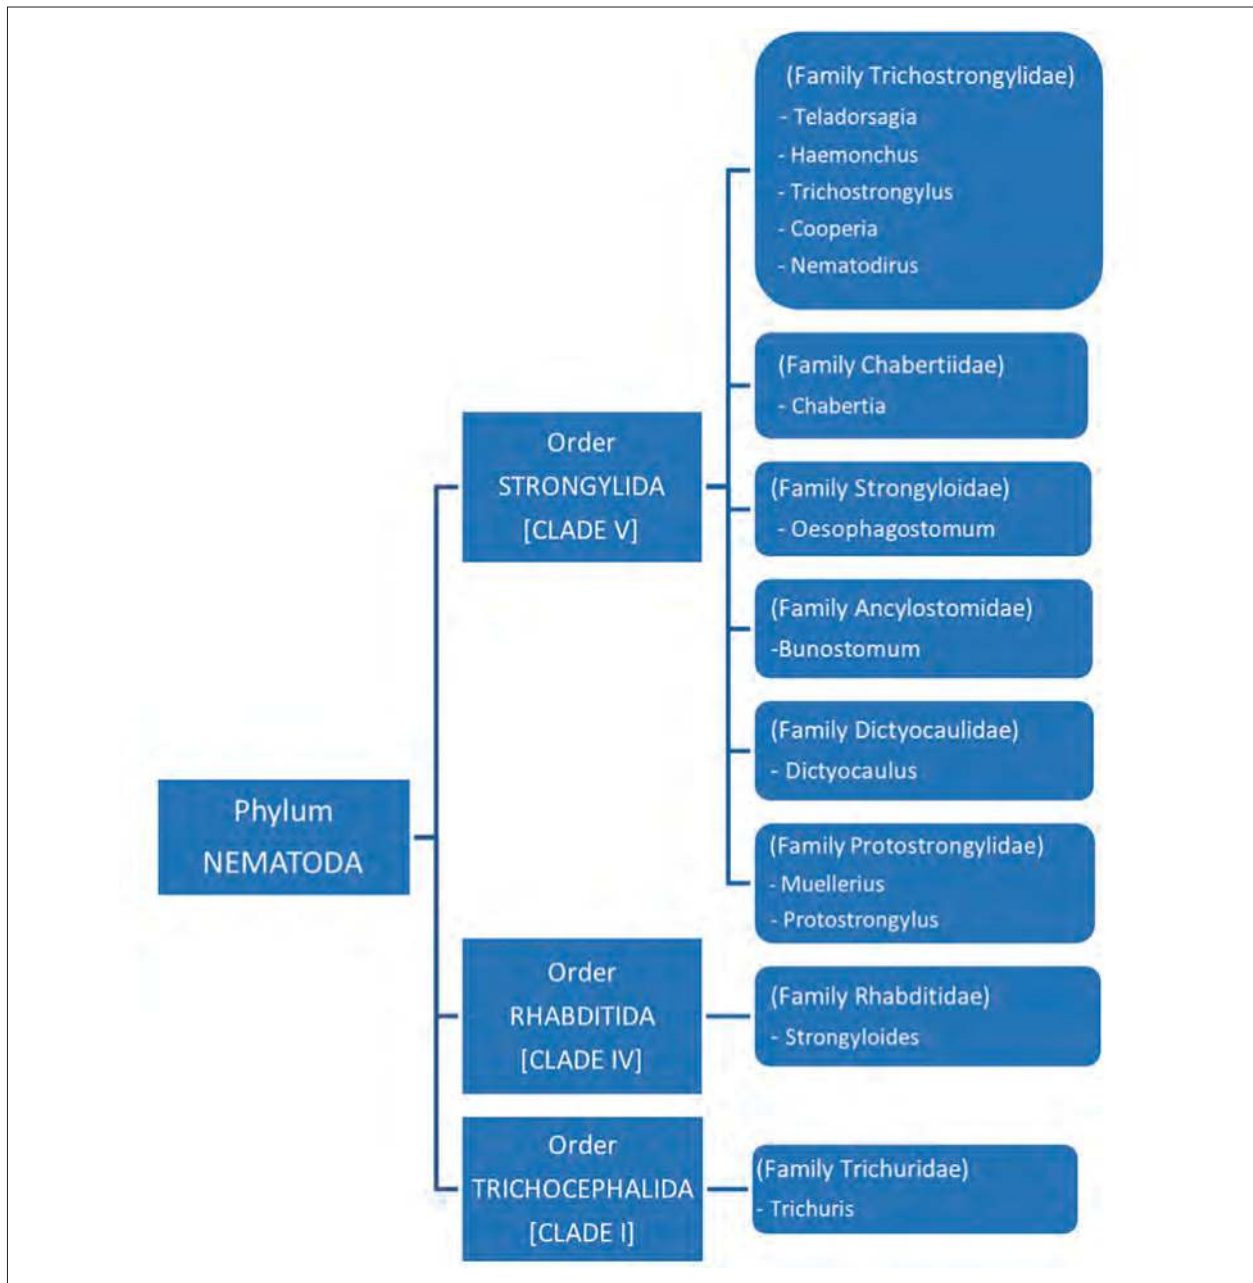 Phylum
NEMATODA
Order
STRONGYLIDA
[CLADE V]
(Family Trichostrongylidae)
- Teladorsagia
- Haemonchus
- Trichostrongylus
- Cooperia
- Nematodirus
(Family Chabertiidae)
- Chabertia
(Family Strongyloidae)
- Oesophagostomum
(Family Ancylostomidae)
-Bunostomum
(Family Dictyocaulidae)
- Dictyocaulus
(Family Protostrongylidae)
- Muellerius
- Protostrongylus
Order
RHABDITIDA
[CLADE IV]
(Family Rhabditidae)
- Strongyloides
Order
TRICHOCEPHALIDA
[CLADE I]
(Family Trichuridae)
- Trichuris